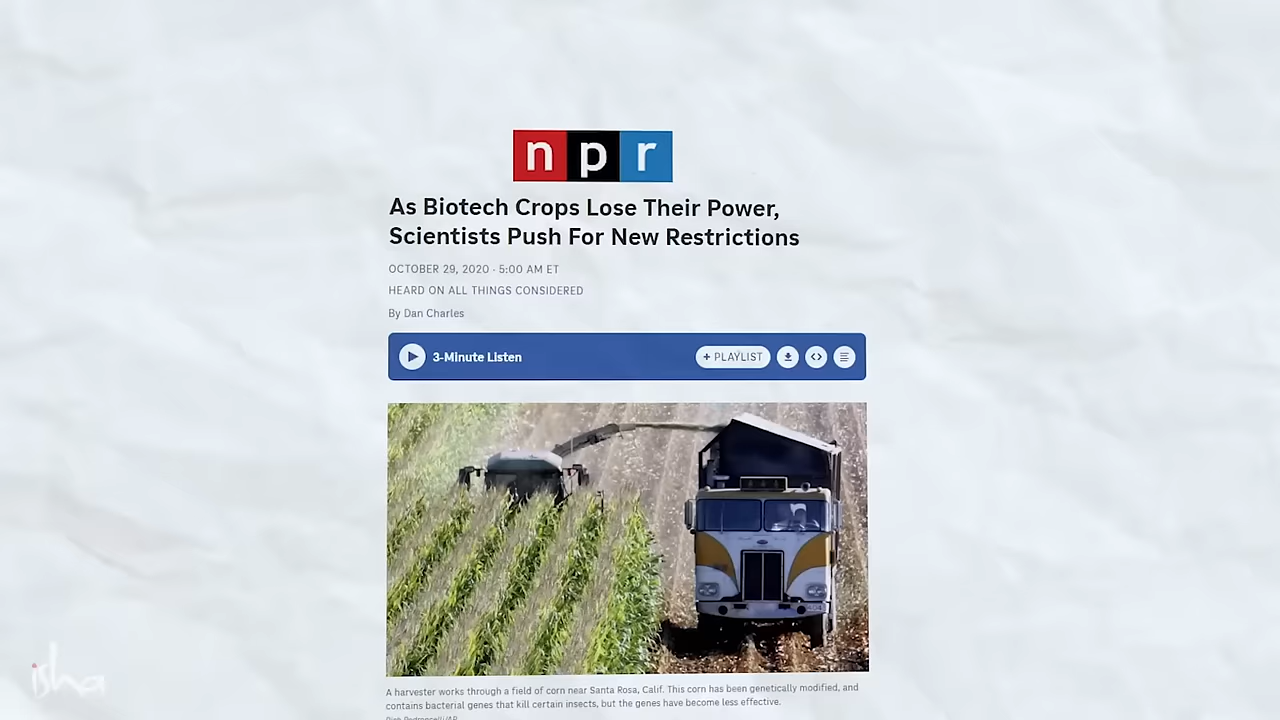 npr
As Biotech Crops Lose Their Power,
Scientists Push For New Restrictions
OCTOBER 29, 2020 · 5:00 AM ET
HEARD ON ALL THINGS CONSIDERED
By Dan Charles
3-Minute Listen
+ PLAYLIST
A harvester works through a field of corn near Santa Rosa, Calif. This corn has been genetically modified, and
contains bacterial genes that kill certain insects, but the genes have become less effective.
isha